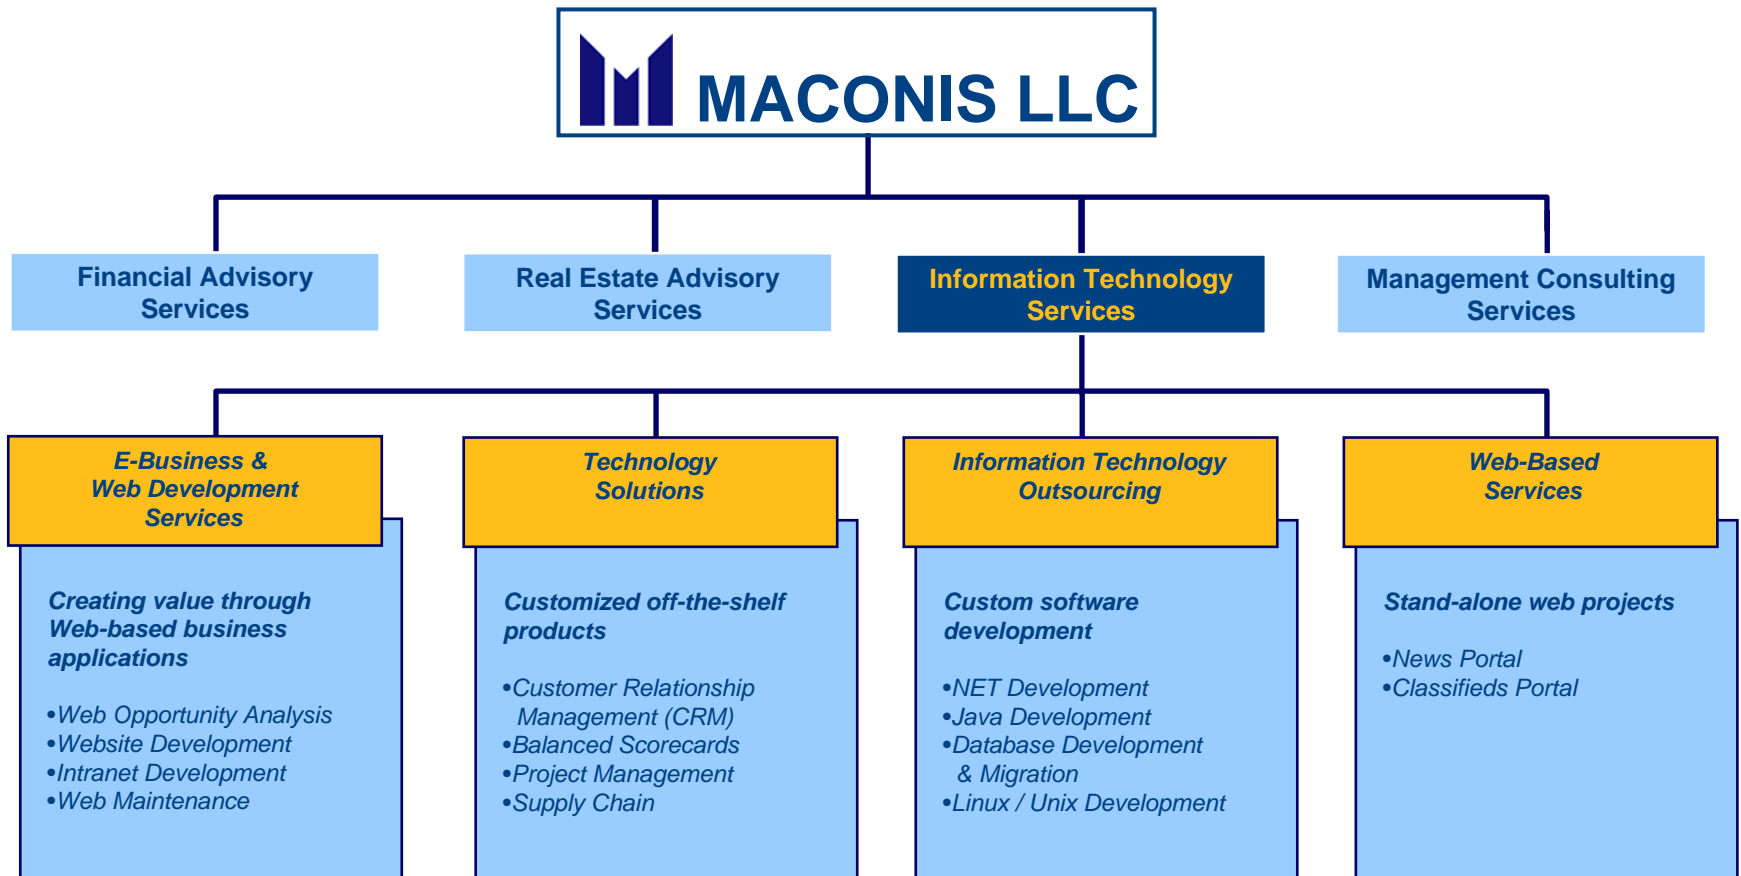 MACONIS LLC
Financial Advisory
Services
Real Estate Advisory
Services
Information Technology
Services
Management Consulting
Services
E-Business &
Web Development
Services
Creating value through
Web-based business
applications
•Web Opportunity Analysis
•Website Development
•Intranet Development
•Web Maintenance
Technology
Solutions
Customized off-the-shelf
products
•Customer Relationship
Management (CRM)
•Balanced Scorecards
•Project Management
•Supply Chain
Information Technology
Outsourcing
Custom software
development
•NET Development
•Java Development
•Database Development
& Migration
•Linux / Unix Development
Web-Based
Services
Stand-alone web projects
•News Portal
•Classifieds Portal